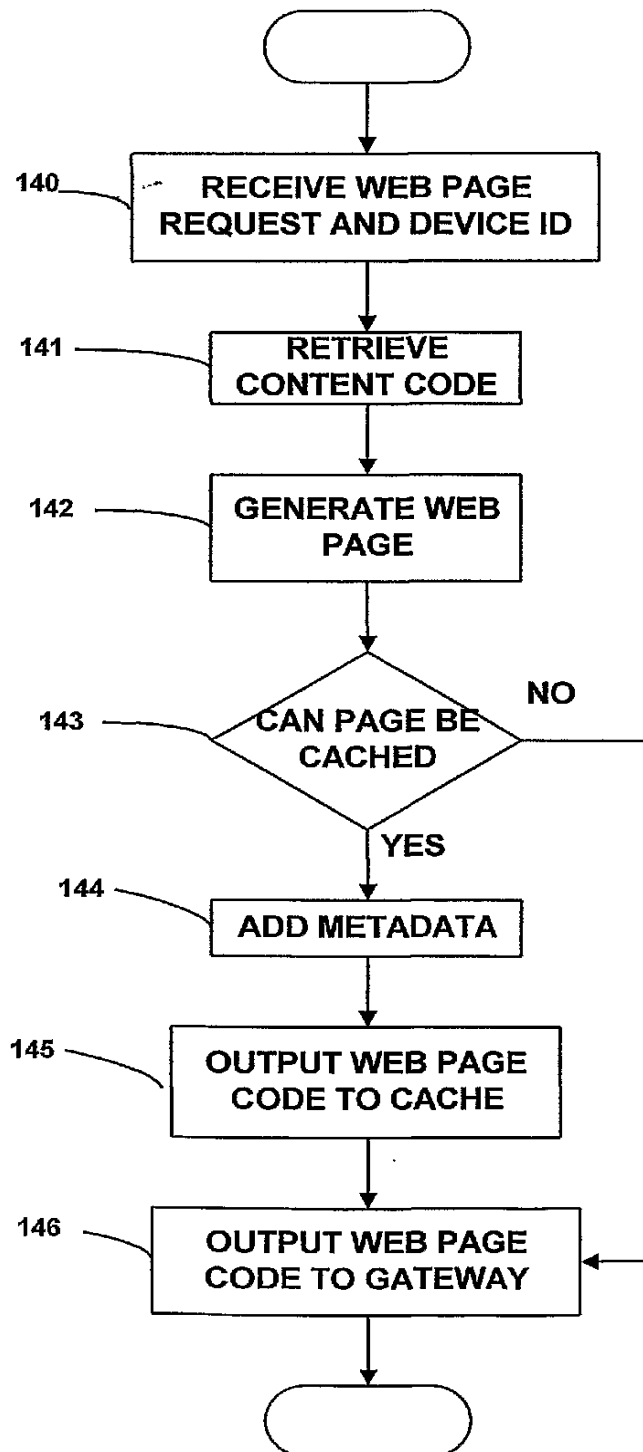 140
RECEIVE WEB PAGE
REQUEST AND DEVICE ID
141
RETRIEVE
CONTENT CODE
142
GENERATE WEB
PAGE
143
CAN PAGE BE
CACHED
NO
YES
144
ADD METADATA
145
OUTPUT WEB PAGE
CODE TO CACHE
146
OUTPUT WEB PAGE
CODE TO GATEWAY